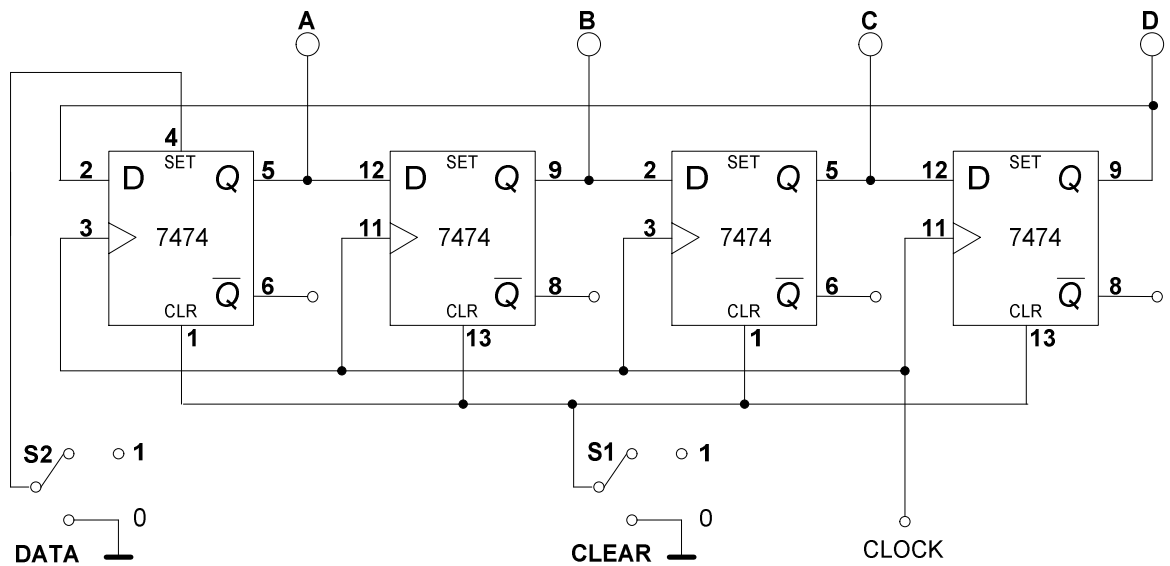 A B C D
4
SET SET SET SET
2 D Q 5 12 D Q 9 2 D Q 5 12 D Q 9
3 7474 11 7474 3 7474 11 7474
Q 6 Q 8 Q 6 Q 8
CLR CLR CLR CLR
1 13 1 13
S2 1 S1 1
0 0
DATA CLEAR CLOCK